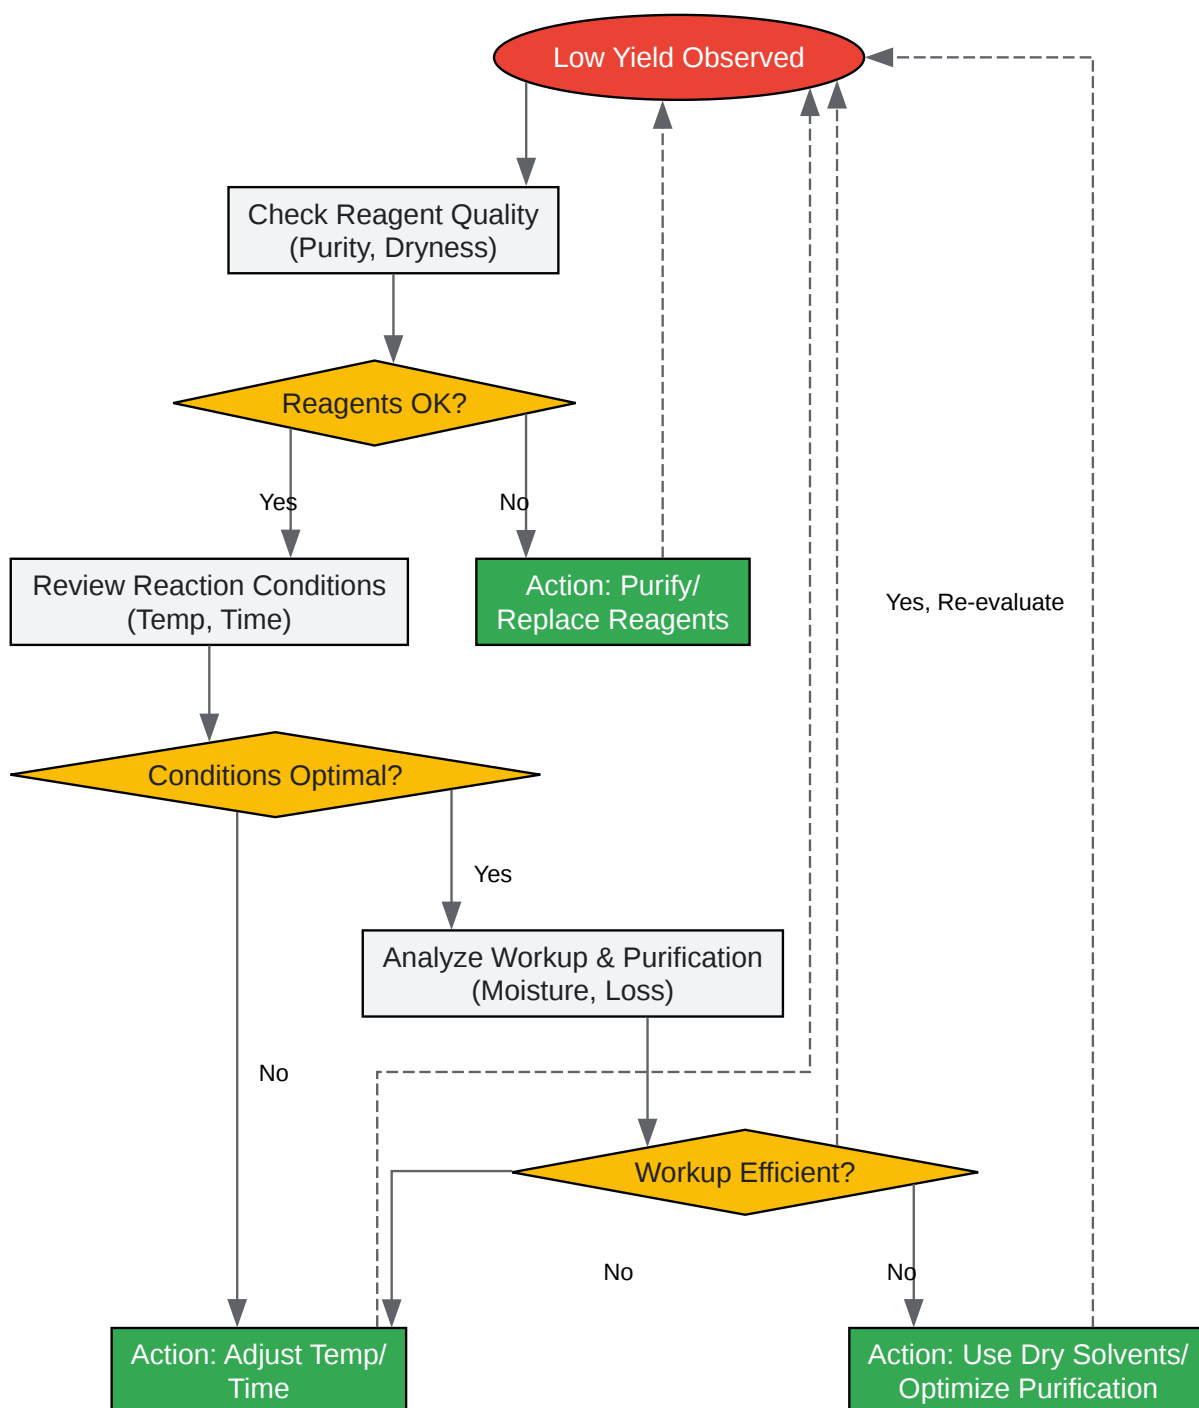 Low Yield Observed
Check Reagent Quality
(Purity, Dryness)
Reagents OK?
Yes
No
Review Reaction Conditions
(Temp, Time)
Action: Purify/
Replace Reagents
Yes, Re-evaluate
Conditions Optimal?
Yes
Analyze Workup & Purification
(Moisture, Loss)
No
Workup Efficient?
No
No
Action: Adjust Temp/
Time
Action: Use Dry Solvents/
Optimize Purification